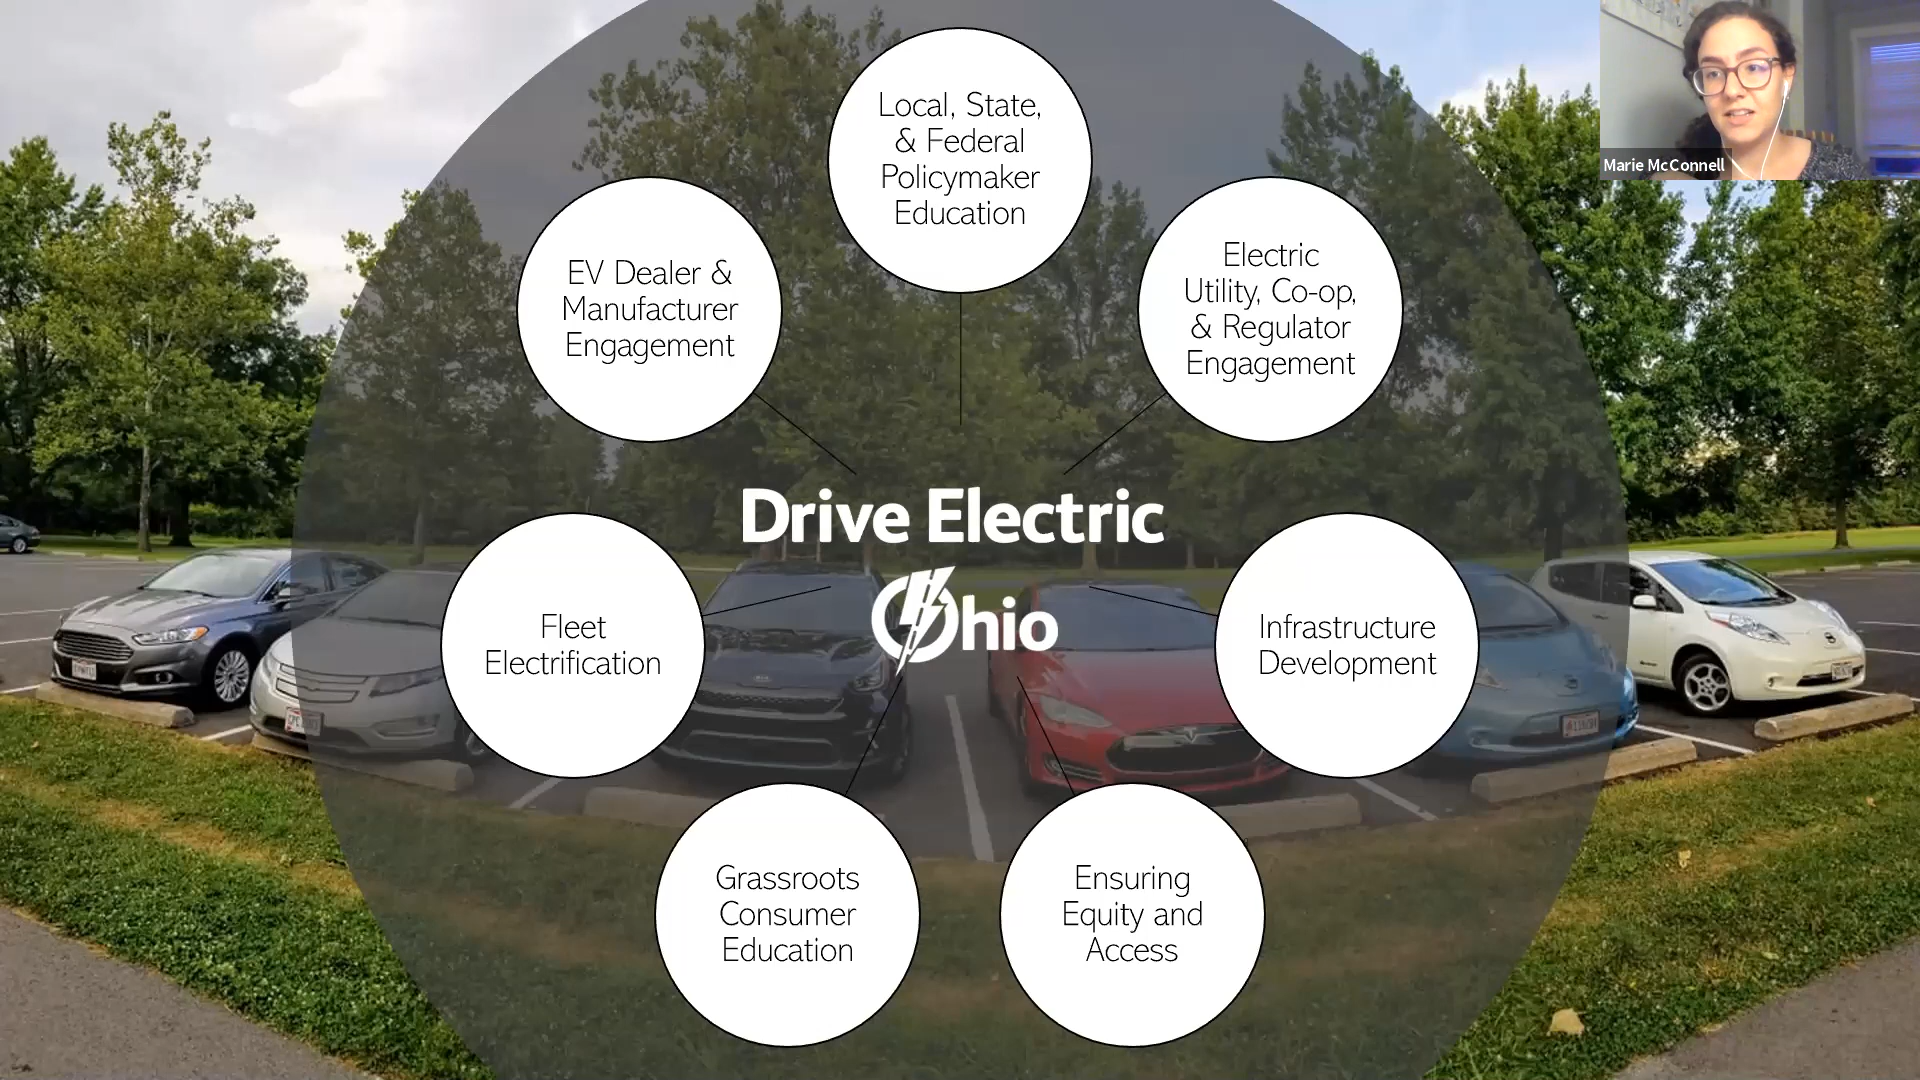 Local, State,
& Federal
Policymaker
Education
Marie McConnell
EV Dealer &
Manufacturer
Engagement
Electric
Utility, Co-op,
& Regulator
Engagement
Drive Electric
Ohio
Fleet
Electrification
Infrastructure
Development
Grassroots
Consumer
Education
Ensuring
Equity and
Access